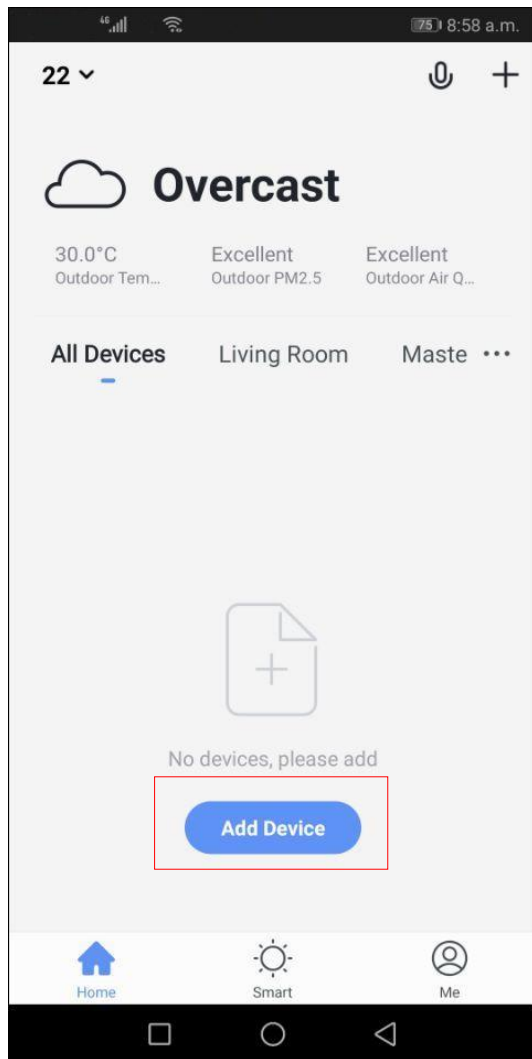 4G 75 8:58 a.m.
22
Overcast
30.0°C Excellent Excellent
Outdoor Tem... Outdoor PM2.5 Outdoor Air Q...
All Devices Living Room Maste ...
No devices, please add
Add Device
Home Smart Me